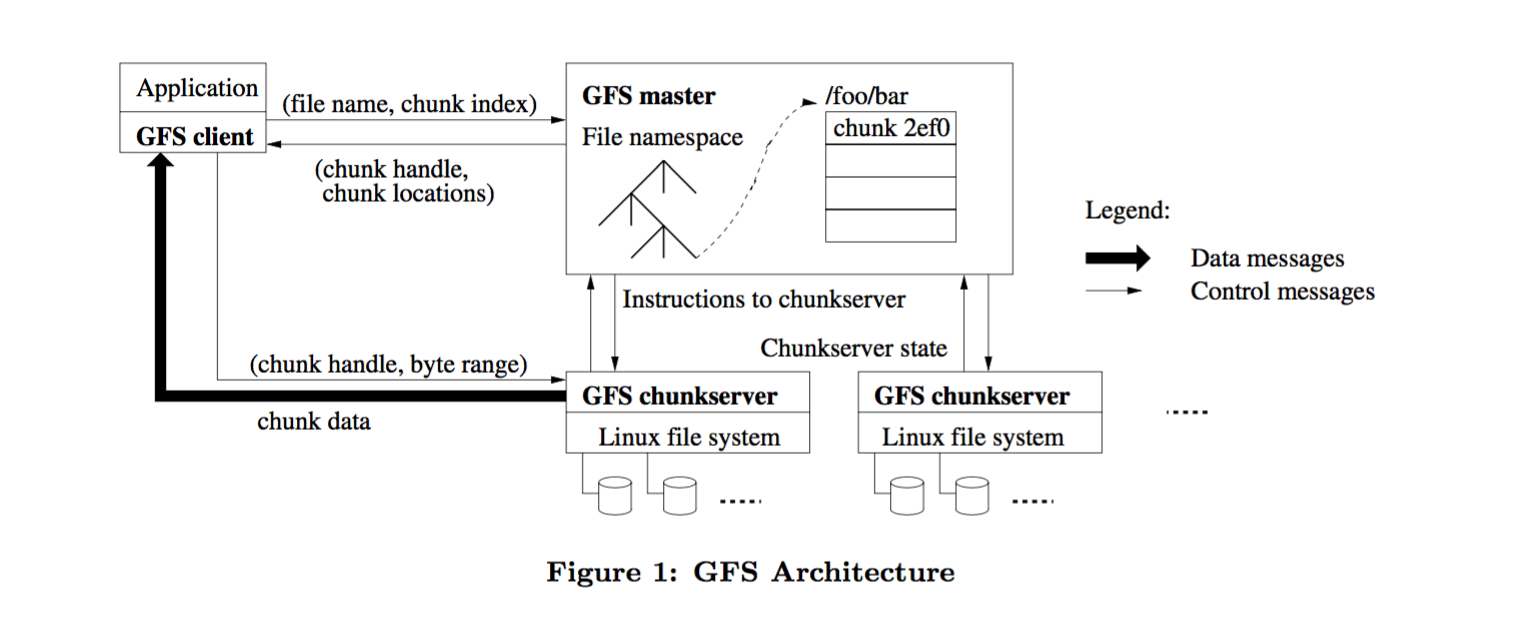 Application
GFS client
(file name, chunk index)
(chunk handle,
chunk locations)
GFS master
File namespace
/foo/bar
chunk 2ef0
Legend:
Data messages
Control messages
Instructions to chunkserver
Chunkserver state
(chunk handle, byte range)
chunk data
GFS chunkserver
Linux file system
GFS chunkserver
Linux file system
Figure 1: GFS Architecture